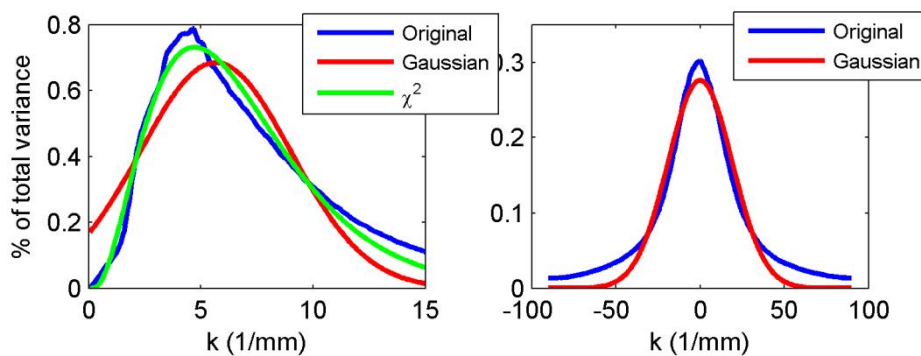 % of total variance
0.8
0.6
0.4
0.2
0
0 5 10 15
k (1/mm)
Original
Gaussian
χ²
0.3
0.2
0.1
0
-100 -50 0 50 100
k (1/mm)
Original
Gaussian